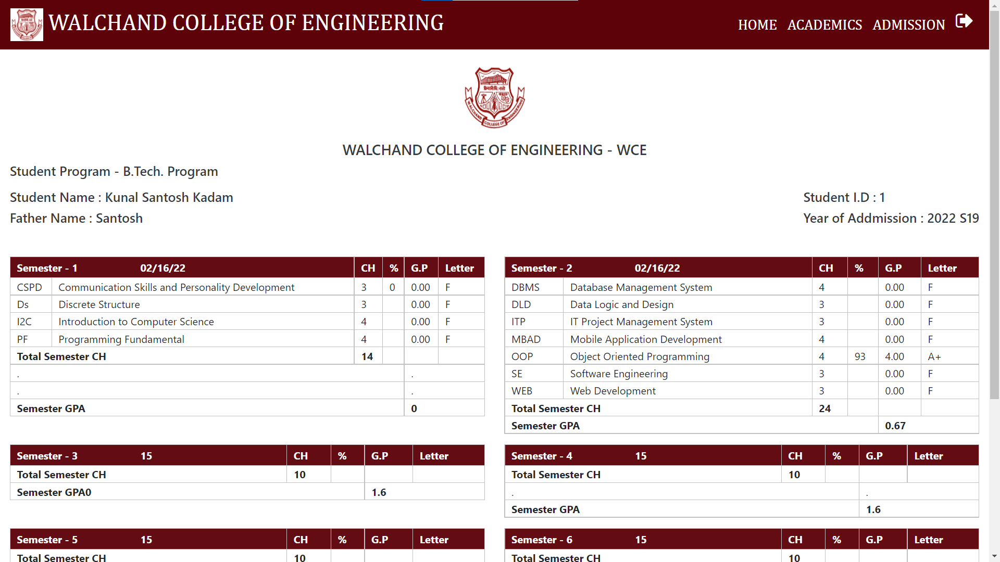 WALCHAND COLLEGE OF ENGINEERING
HOME ACADEMICS ADMISSION
WALCHAND COLLEGE OF ENGINEERING
WALCHAND COLLEGE OF ENGINEERING - WCE
Student Program - B.Tech. Program
Student Name : Kunal Santosh Kadam
Student I.D : 1
Father Name : Santosh
Year of Addmission : 2022 S19
Semester - 1 02/16/22 CH % G.P Letter
CSPD Communication Skills and Personality Development 3 0 0.00 F
Ds Discrete Structure 3 0.00 F
I2C Introduction to Computer Science 4 0.00 F
PF Programming Fundamental 4 0.00 F
Total Semester CH 14
. .
. .
Semester GPA 0
Semester - 2 02/16/22 CH % G.P Letter
DBMS Database Management System 4 0.00 F
DLD Data Logic and Design 3 0.00 F
ITP IT Project Management System 3 0.00 F
MBAD Mobile Application Development 4 0.00 F
OOP Object Oriented Programming 4 93 4.00 A+
SE Software Engineering 3 0.00 F
WEB Web Development 3 0.00 F
Total Semester CH 24
Semester GPA 0.67
Semester - 3 15 CH % G.P Letter
Total Semester CH 10
Semester GPA0 1.6
Semester - 4 15 CH % G.P Letter
Total Semester CH 10
. .
Semester GPA 1.6
Semester - 5 15 CH % G.P Letter
Total Semester CH 10
Semester - 6 15 CH % G.P Letter
Total Semester CH 10